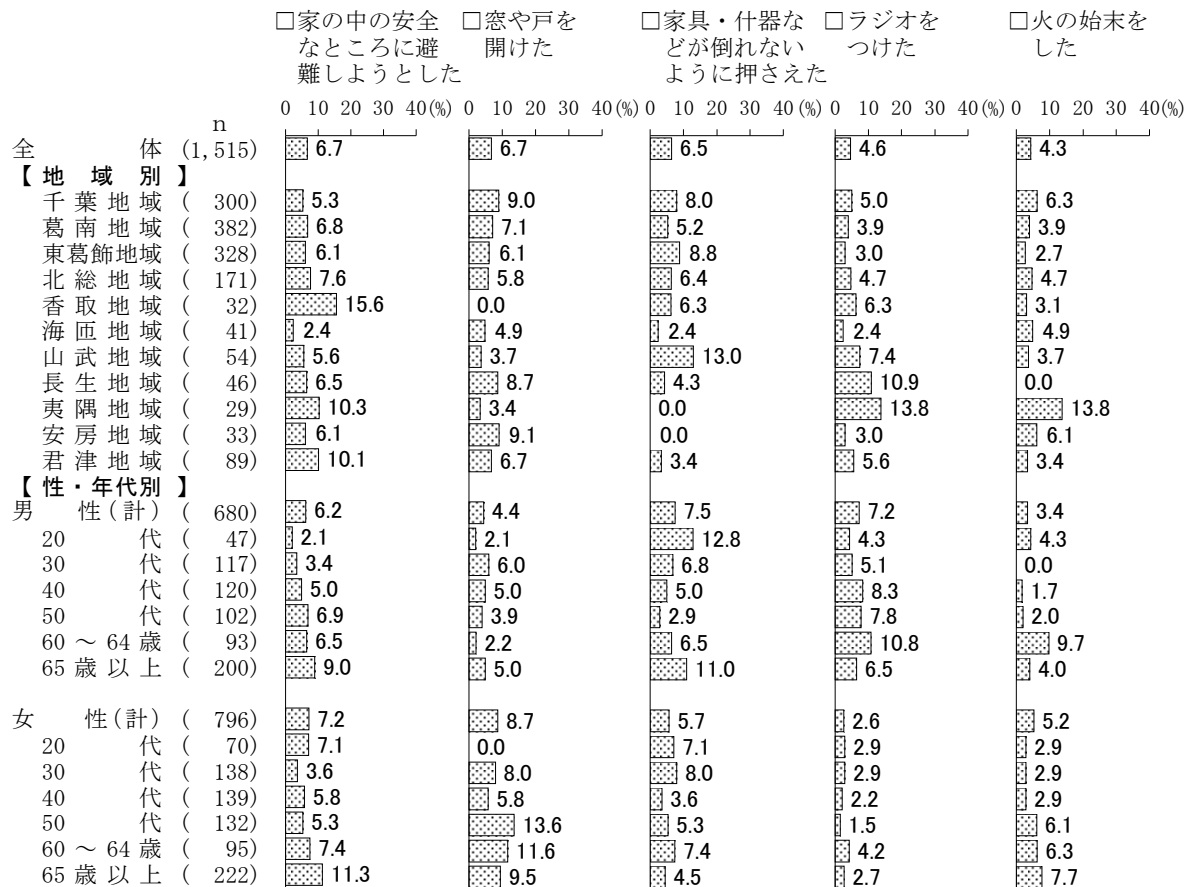 □家の中の安全 □窓や戸を □家具・什器な □ラジオを □火の始末を
なところに避 開けた どが倒れない つけた した
難しようとした ように押さえた
n 0 10 20 30 40(%) 0 10 20 30 40(%) 0 10 20 30 40(%) 0 10 20 30 40(%) 0 10 20 30 40(%)
全体 (1,515) 6.7 6.7 6.5 4.6 4.3
【地域別】
千葉地域 ( 300) 5.3 9.0 8.0 5.0 6.3
葛南地域 ( 382) 6.8 7.1 5.2 3.9 3.9
東葛飾地域 ( 328) 6.1 6.1 8.8 3.0 2.7
北総地域 ( 171) 7.6 5.8 6.4 4.7 4.7
香取地域 ( 32) 15.6 0.0 6.3 6.3 3.1
海匝地域 ( 41) 2.4 4.9 2.4 2.4 4.9
山武地域 ( 54) 5.6 3.7 13.0 7.4 3.7
長生地域 ( 46) 6.5 8.7 4.3 10.9 0.0
夷隅地域 ( 29) 10.3 3.4 0.0 13.8 13.8
安房地域 ( 33) 6.1 9.1 0.0 3.0 6.1
君津地域 ( 89) 10.1 6.7 3.4 5.6 3.4
【性・年代別】
男性(計) ( 680) 6.2 4.4 7.5 7.2 3.4
20代 ( 47) 2.1 2.1 12.8 4.3 4.3
30代 ( 117) 3.4 6.0 6.8 5.1 0.0
40代 ( 120) 5.0 5.0 5.0 8.3 1.7
50代 ( 102) 6.9 3.9 2.9 7.8 2.0
60～64歳 ( 93) 6.5 2.2 6.5 10.8 9.7
65歳以上 ( 200) 9.0 5.0 11.0 6.5 4.0
女性(計) ( 796) 7.2 8.7 5.7 2.6 5.2
20代 ( 70) 7.1 0.0 7.1 2.9 2.9
30代 ( 138) 3.6 8.0 8.0 2.9 2.9
40代 ( 139) 5.8 5.8 3.6 2.2 2.9
50代 ( 132) 5.3 13.6 5.3 1.5 6.1
60～64歳 ( 95) 7.4 11.6 7.4 4.2 6.3
65歳以上 ( 222) 11.3 9.5 4.5 2.7 7.7